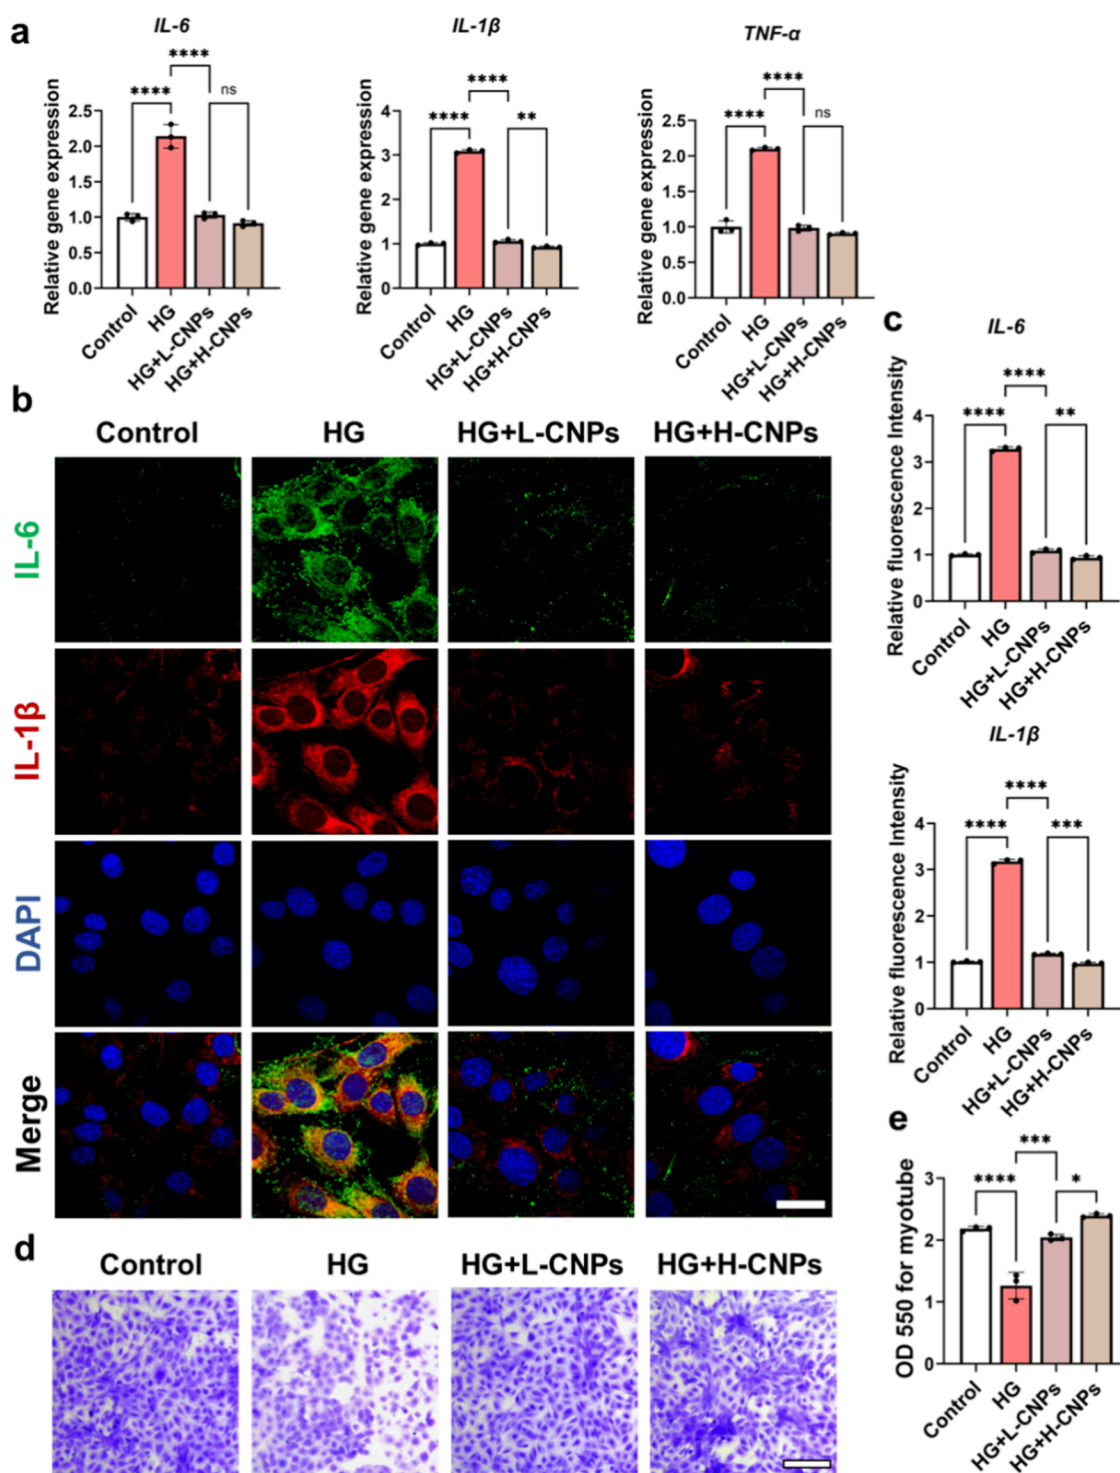 a
IL-6
IL-1β
TNF-α
Relative gene expression
2.5
2.0
1.5
1.0
0.5
0.0
****
****
ns
Control
HG
HG+L-CNPs
HG+H-CNPs
Relative gene expression
4
3
2
1
0
****
****
**
Control
HG
HG+L-CNPs
HG+H-CNPs
Relative gene expression
2.5
2.0
1.5
1.0
0.5
0.0
****
****
ns
Control
HG
HG+L-CNPs
HG+H-CNPs
b
Control HG HG+L-CNPs HG+H-CNPs
IL-6
IL-1β
DAPI
Merge
c
IL-6
Relative fluorescence Intensity
4
3
2
1
0
****
****
**
Control
HG
HG+L-CNPs
HG+H-CNPs
IL-1β
Relative fluorescence Intensity
4
3
2
1
0
****
****
***
Control
HG
HG+L-CNPs
HG+H-CNPs
d
Control HG HG+L-CNPs HG+H-CNPs
e
OD 550 for myotube
3
2
1
0
****
***
*
Control
HG
HG+L-CNPs
HG+H-CNPs